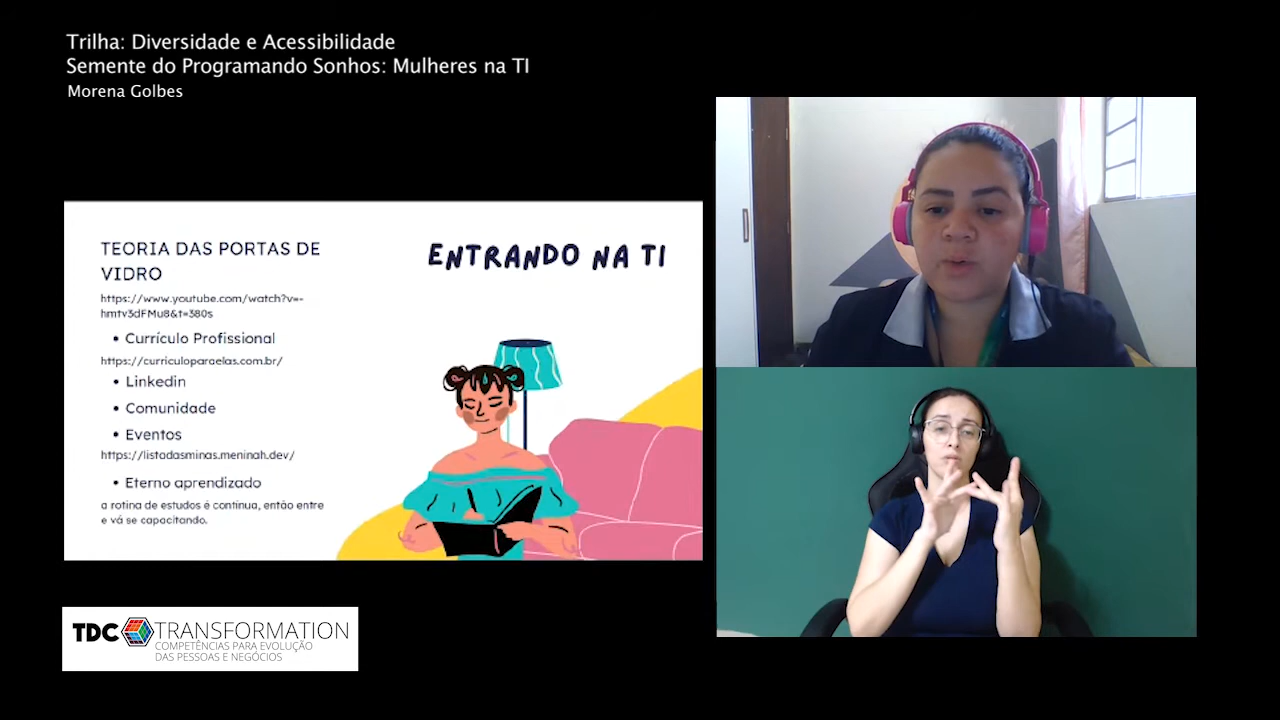 Trilha: Diversidade e Acessibilidade
Semente do Programando Sonhos: Mulheres na TI
Morena Golbes
TEORIA DAS PORTAS DE
VIDRO
https://www.youtube.com/watch?v=-
hmtv3dFMu8&t=380s
• Currículo Profissional
https://curriculoparaelas.com.br/
• Linkedin
• Comunidade
• Eventos
https://listadasminas.meninah.dev/
• Eterno aprendizado
a rotina de estudos é contínua, então entre
e vá se capacitando.
ENTRANDO NA TI
TDC TRANSFORMATION
COMPETÊNCIAS PARA EVOLUÇÃO
DAS PESSOAS E NEGÓCIOS